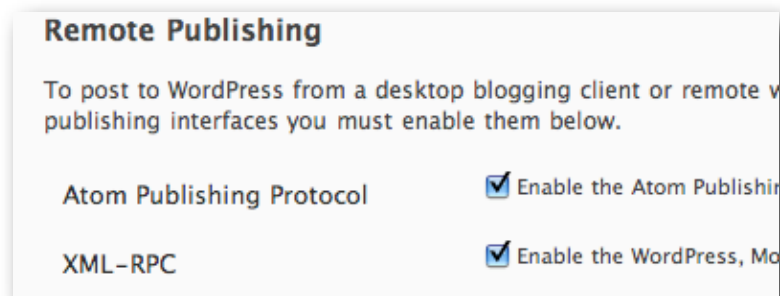 Remote Publishing
To post to WordPress from a desktop blogging client or remote
publishing interfaces you must enable them below.
Atom Publishing Protocol Enable the Atom
XML-RPC Enable the WordPress,